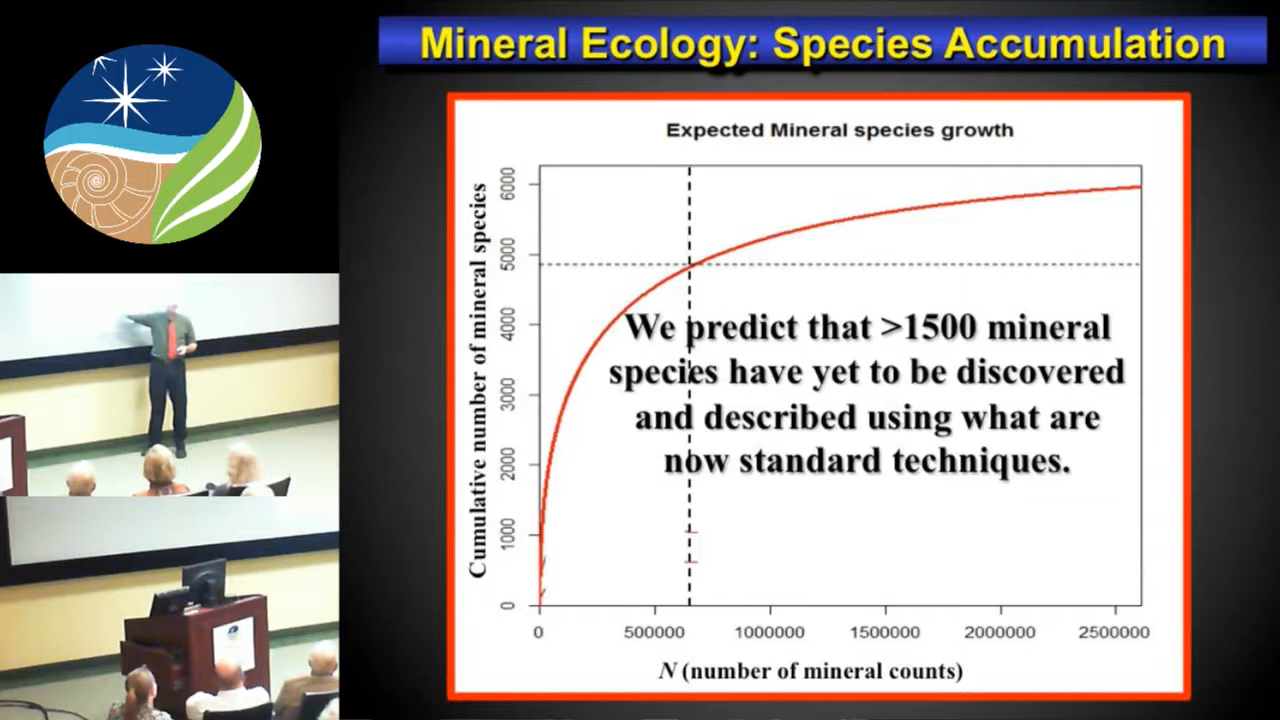 Mineral Ecology: Species Accumulation
Expected Mineral species growth
Cumulative number of mineral species
6000
5000
4000
3000
2000
1000
0
We predict that >1500 mineral
species have yet to be discovered
and described using what are
now standard techniques.
0
500000
1000000
1500000
2000000
2500000
N (number of mineral counts)